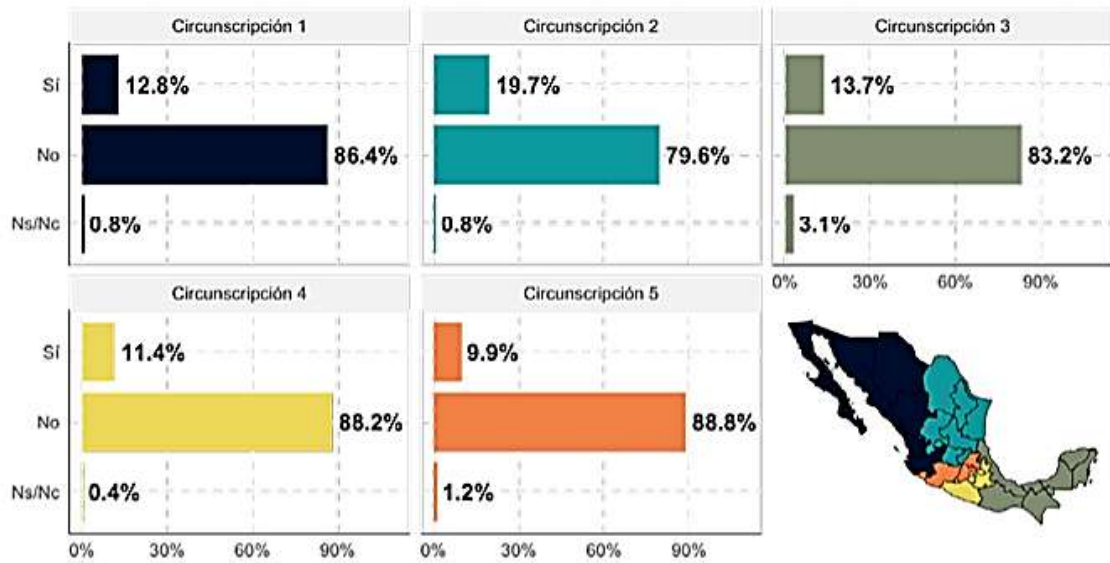 Circunscripción 1
Circunscripción 2
Circunscripción 3
Sí
12.8%
19.7%
13.7%
No
86.4%
79.6%
83.2%
Ns/Nc
0.8%
0.8%
3.1%
0%
30%
60%
90%
Circunscripción 4
Circunscripción 5
Sí
11.4%
9.9%
No
88.2%
88.8%
Ns/Nc
0.4%
1.2%
0%
30%
60%
90%
0%
30%
60%
90%